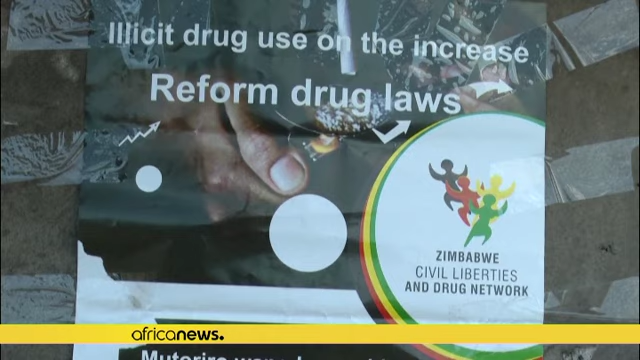 Illicit drug use on the increase
Reform drug laws
ZIMBABWE
CIVIL LIBERTIES
AND DRUG NETWORK
africanews.